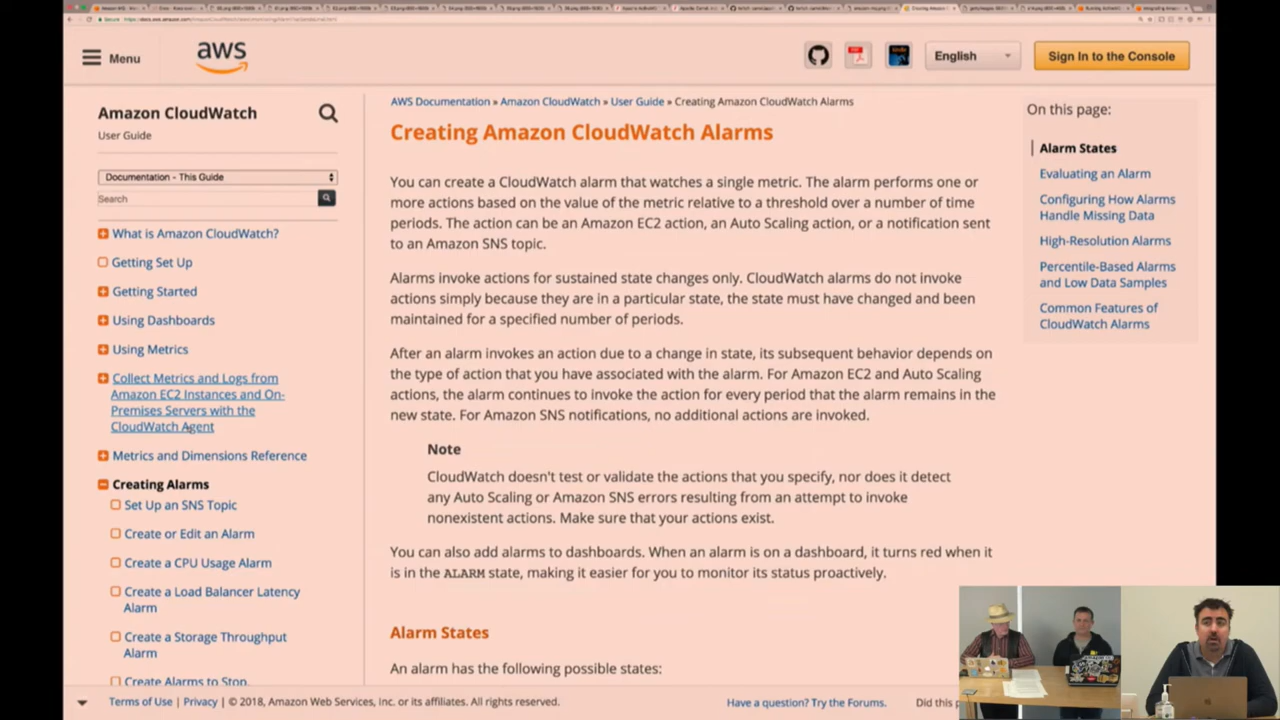 Menu
aws
English
Sign In to the Console
Amazon CloudWatch
User Guide
Documentation - This Guide
Search
What is Amazon CloudWatch?
Getting Set Up
Getting Started
Using Dashboards
Using Metrics
Collect Metrics and Logs from
Amazon EC2 Instances and On-
Premises Servers with the
CloudWatch Agent
Metrics and Dimensions Reference
Creating Alarms
Set Up an SNS Topic
Create or Edit an Alarm
Create a CPU Usage Alarm
Create a Load Balancer Latency
Alarm
Create a Storage Throughput
Alarm
Create Alarms to Stop,
AWS Documentation » Amazon CloudWatch » User Guide » Creating Amazon CloudWatch Alarms
Creating Amazon CloudWatch Alarms
You can create a CloudWatch alarm that watches a single metric. The alarm performs one or
more actions based on the value of the metric relative to a threshold over a number of time
periods. The action can be an Amazon EC2 action, an Auto Scaling action, or a notification sent
to an Amazon SNS topic.
Alarms invoke actions for sustained state changes only. CloudWatch alarms do not invoke
actions simply because they are in a particular state, the state must have changed and been
maintained for a specified number of periods.
After an alarm invokes an action due to a change in state, its subsequent behavior depends on
the type of action that you have associated with the alarm. For Amazon EC2 and Auto Scaling
actions, the alarm continues to invoke the action for every period that the alarm remains in the
new state. For Amazon SNS notifications, no additional actions are invoked.
Note
CloudWatch doesn't test or validate the actions that you specify, nor does it detect
any Auto Scaling or Amazon SNS errors resulting from an attempt to invoke
nonexistent actions. Make sure that your actions exist.
You can also add alarms to dashboards. When an alarm is on a dashboard, it turns red when it
is in the ALARM state, making it easier for you to monitor its status proactively.
Alarm States
An alarm has the following possible states:
On this page:
Alarm States
Evaluating an Alarm
Configuring How Alarms
Handle Missing Data
High-Resolution Alarms
Percentile-Based Alarms
and Low Data Samples
Common Features of
CloudWatch Alarms
Terms of Use | Privacy | © 2018, Amazon Web Services, Inc. or its affiliates. All rights reserved.
Have a question? Try the Forums.
Did this p